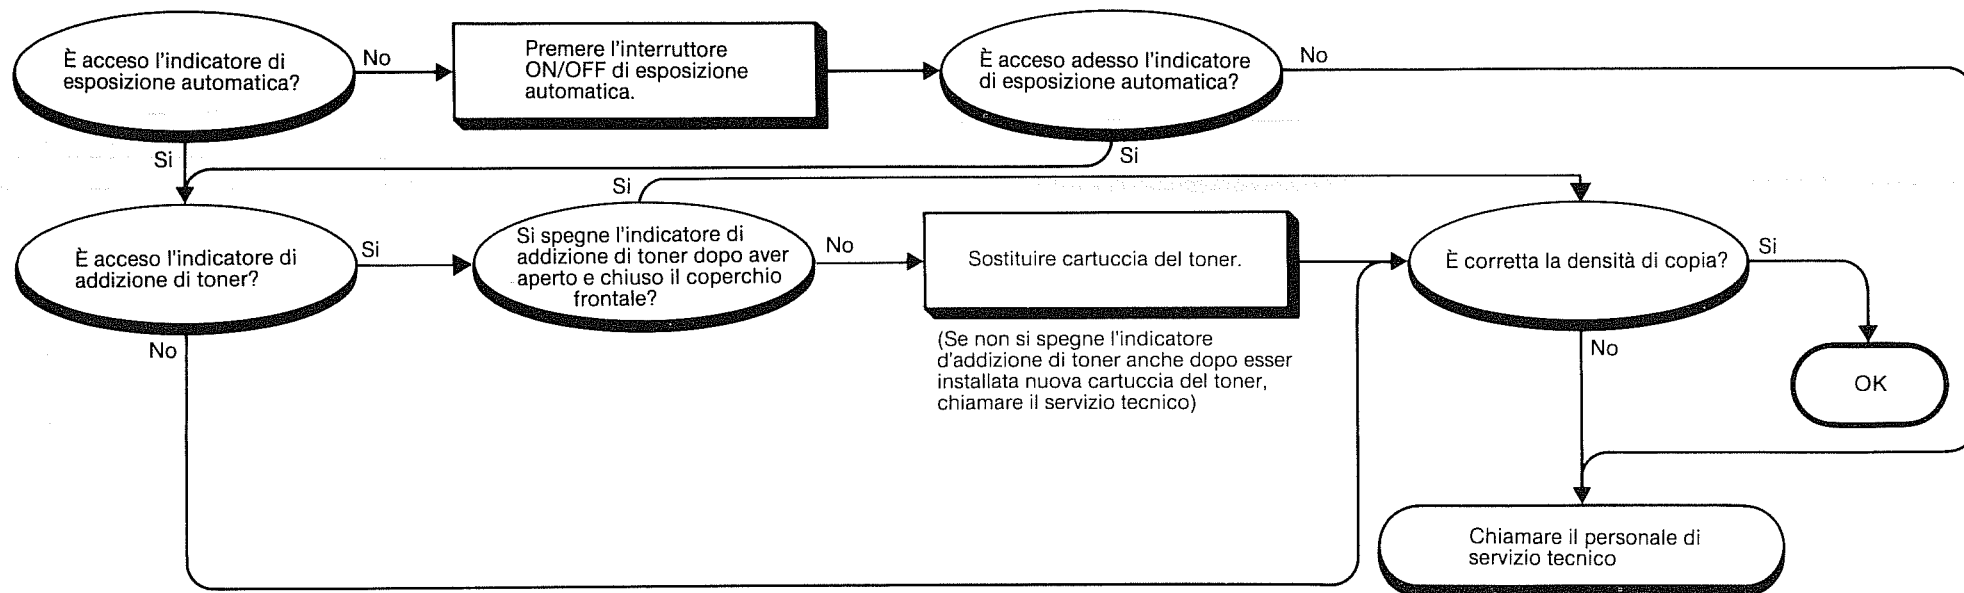 È acceso l'indicatore di
esposizione automatica?
No
Premere l'interruttore
ON/OFF di esposizione
automatica.
È acceso adesso l'indicatore
di esposizione automatica?
No
Si
Si
È acceso l'indicatore di
addizione di toner?
Si
No
Si spegne l'indicatore di
addizione di toner dopo aver
aperto e chiuso il coperchio
frontale?
Si
No
Sostituire cartuccia del toner.
(Se non si spegne l'indicatore
d'addizione di toner anche dopo esser
installata nuova cartuccia del toner,
chiamare il servizio tecnico)
È corretta la densità di copia?
Si
No
OK
Chiamare il personale di
servizio tecnico